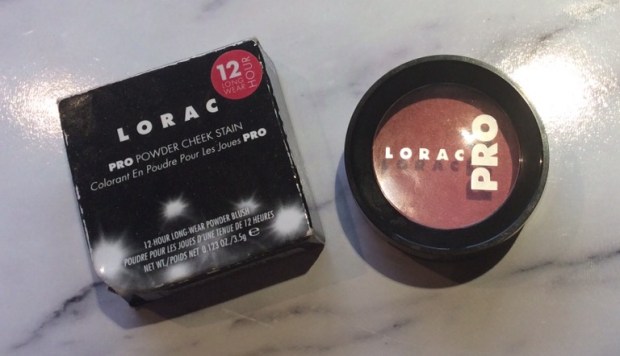 12
HOUR
LONG
WEAR
LORAC
PRO POWDER CHEEK STAIN
Colorant En Poudre Pour Les Joues PRO
12-HOUR LONG-WEAR POWDER BLUSH
POUDRE POUR LES JOUES D'UNE TENUE DE 12 HEURES
NET WT./POIDS NET 0.123 OZ./3.5g ℮
LORAC
PRO